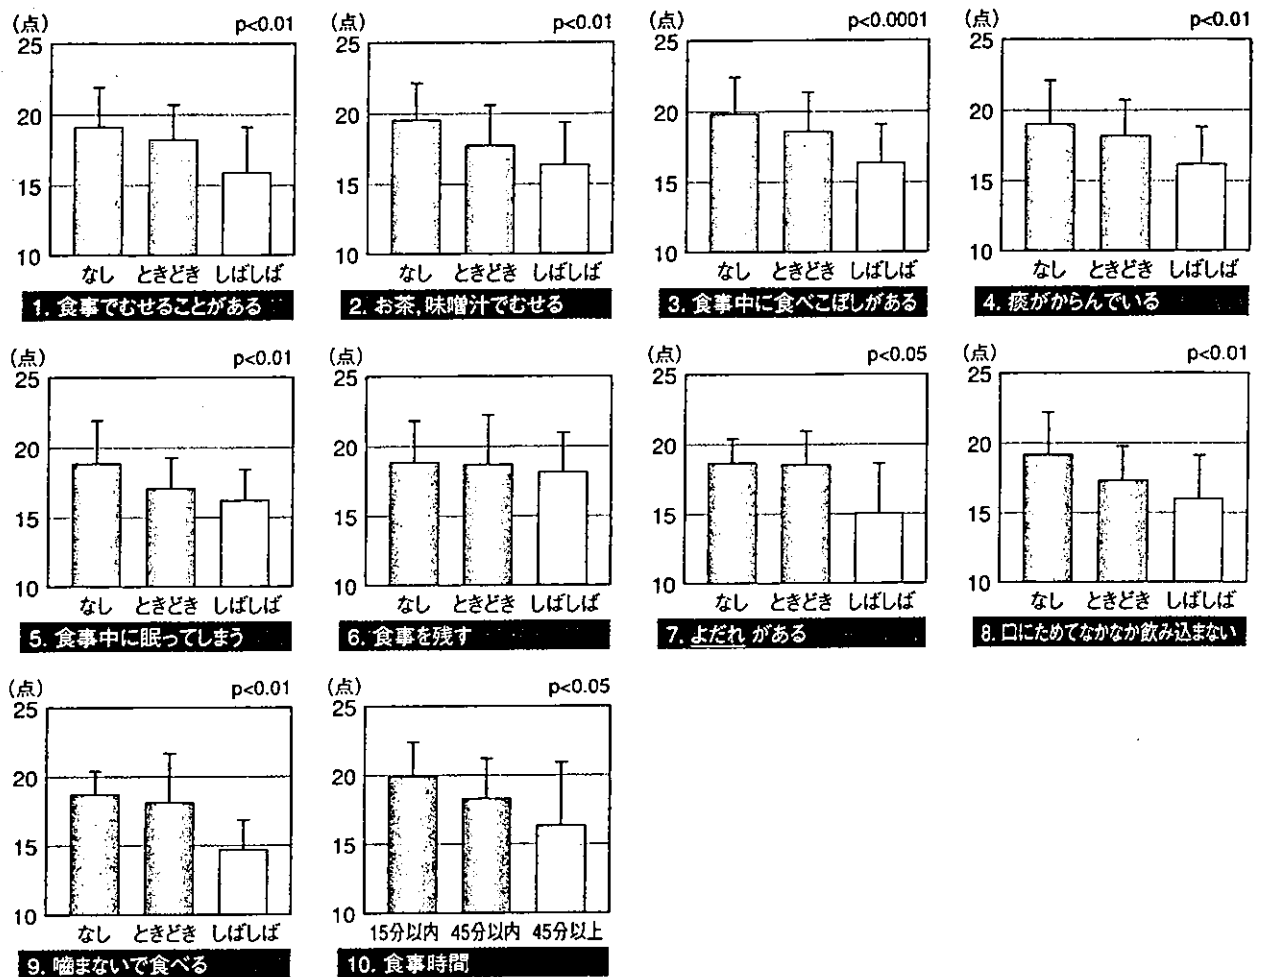 (点) p<0.01
25
20
15
10
なし ときどき しばしば
1. 食事でむせることがある
(点) p<0.01
25
20
15
10
なし ときどき しばしば
2. お茶,味噌汁でむせる
(点) p<0.0001
25
20
15
10
なし ときどき しばしば
3. 食事中に食べこぼしがある
(点) p<0.01
25
20
15
10
なし ときどき しばしば
4. 痰がからんでいる
(点) p<0.01
25
20
15
10
なし ときどき しばしば
5. 食事中に眠ってしまう
(点)
25
20
15
10
なし ときどき しばしば
6. 食事を残す
(点) p<0.05
25
20
15
10
なし ときどき しばしば
7. よだれ がある
(点) p<0.01
25
20
15
10
なし ときどき しばしば
8. 口にためてなかなか飲み込まない
(点) p<0.01
25
20
15
10
なし ときどき しばしば
9. 噛まないで食べる
(点) p<0.05
25
20
15
10
15分以内 45分以内 45分以上
10. 食事時間